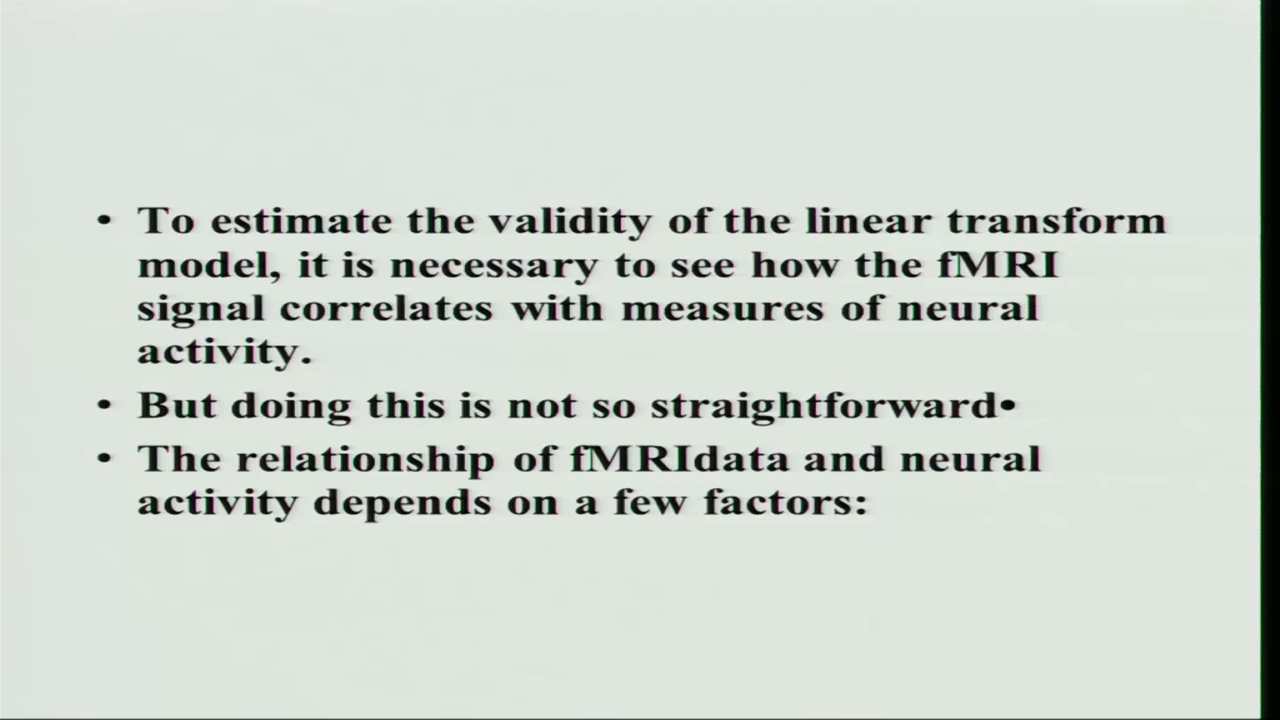 • To estimate the validity of the linear transform
model, it is necessary to see how the fMRI
signal correlates with measures of neural
activity.
• But doing this is not so straightforward•
• The relationship of fMRIdata and neural
activity depends on a few factors: